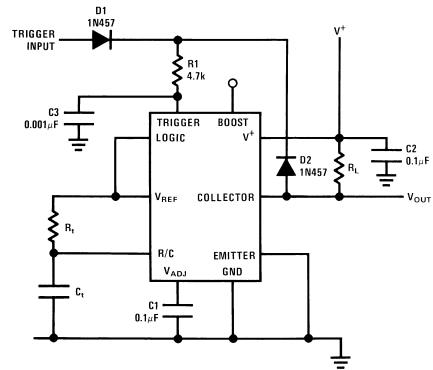 D1
1N457
TRIGGER
INPUT
V+
R1
4.7k
C3
0.001μF
TRIGGER
BOOST
LOGIC
V+
C2
0.1μF
D2
1N457
RL
VREF
COLLECTOR
VOUT
Rt
R/C
EMITTER
VADJ
GND
Ct
C1
0.1μF